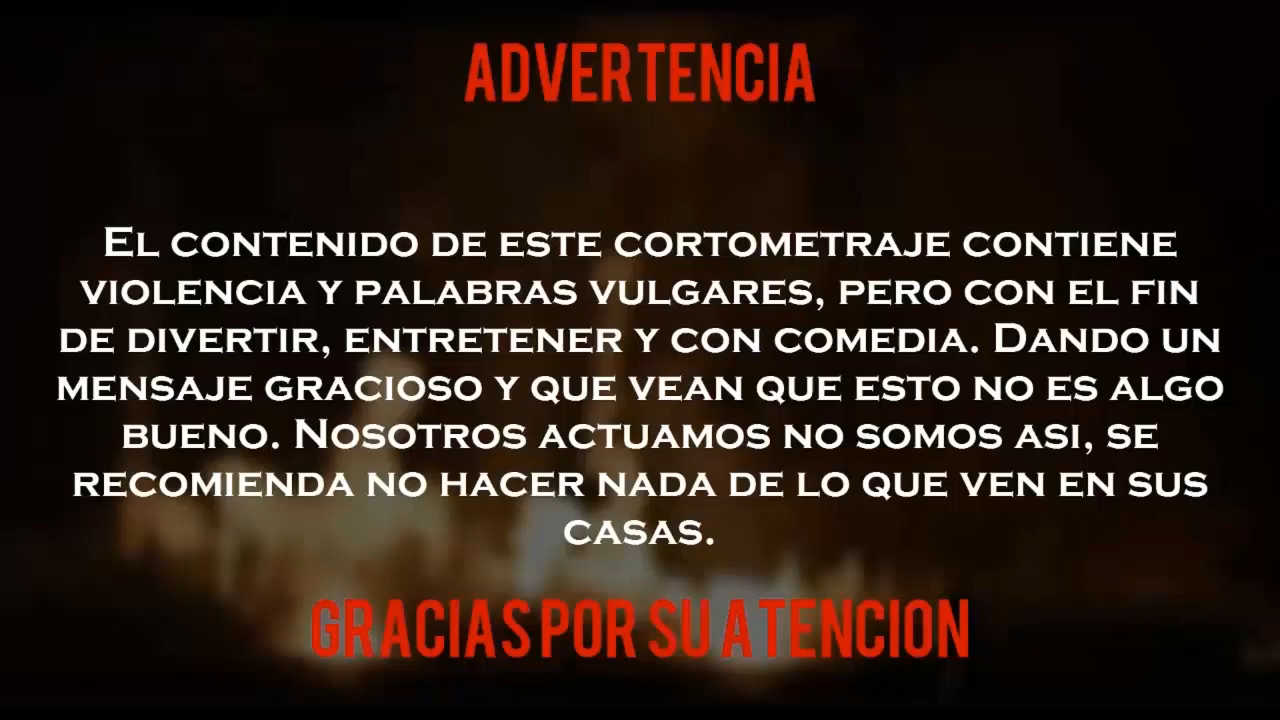 ADVERTENCIA
El contenido de este cortometraje contiene
violencia y palabras vulgares, pero con el fin
de divertir, entretener y con comedia. Dando un
mensaje gracioso y que vean que esto no es algo
bueno. Nosotros actuamos no somos asi, se
recomienda no hacer nada de lo que ven en sus
casas.
GRACIAS POR SU ATENCION